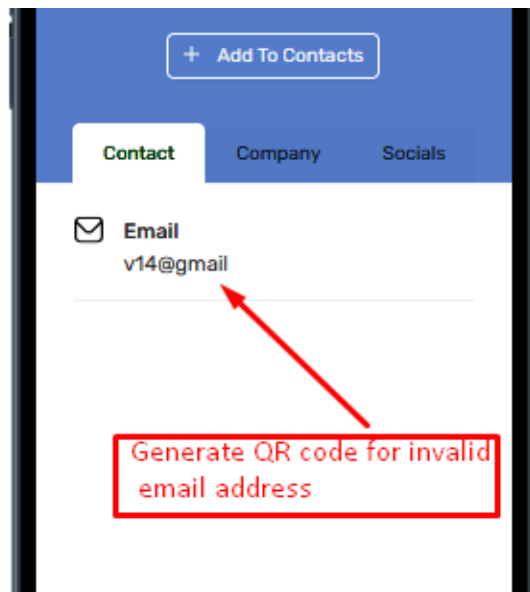 + Add To Contacts
Contact Company Socials
Email
v14@gmail
Generate QR code for invalid
email address